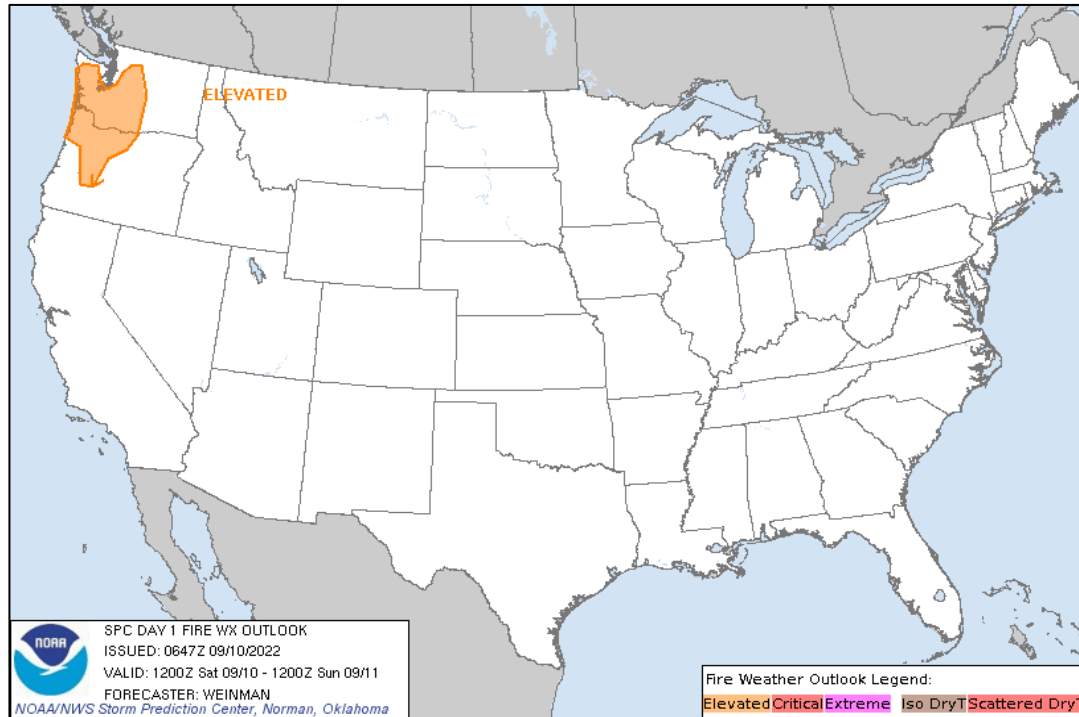 ELEVATED
NOAA
SPC DAY 1 FIRE WX OUTLOOK
ISSUED: 0647Z 09/10/2022
VALID: 1200Z Sat 09/10 - 1200Z Sun 09/11
FORECASTER: WEINMAN
NOAA/NWS Storm Prediction Center, Norman, Oklahoma
Fire Weather Outlook Legend:
Elevated Critical Extreme Iso DryT Scattered DryT